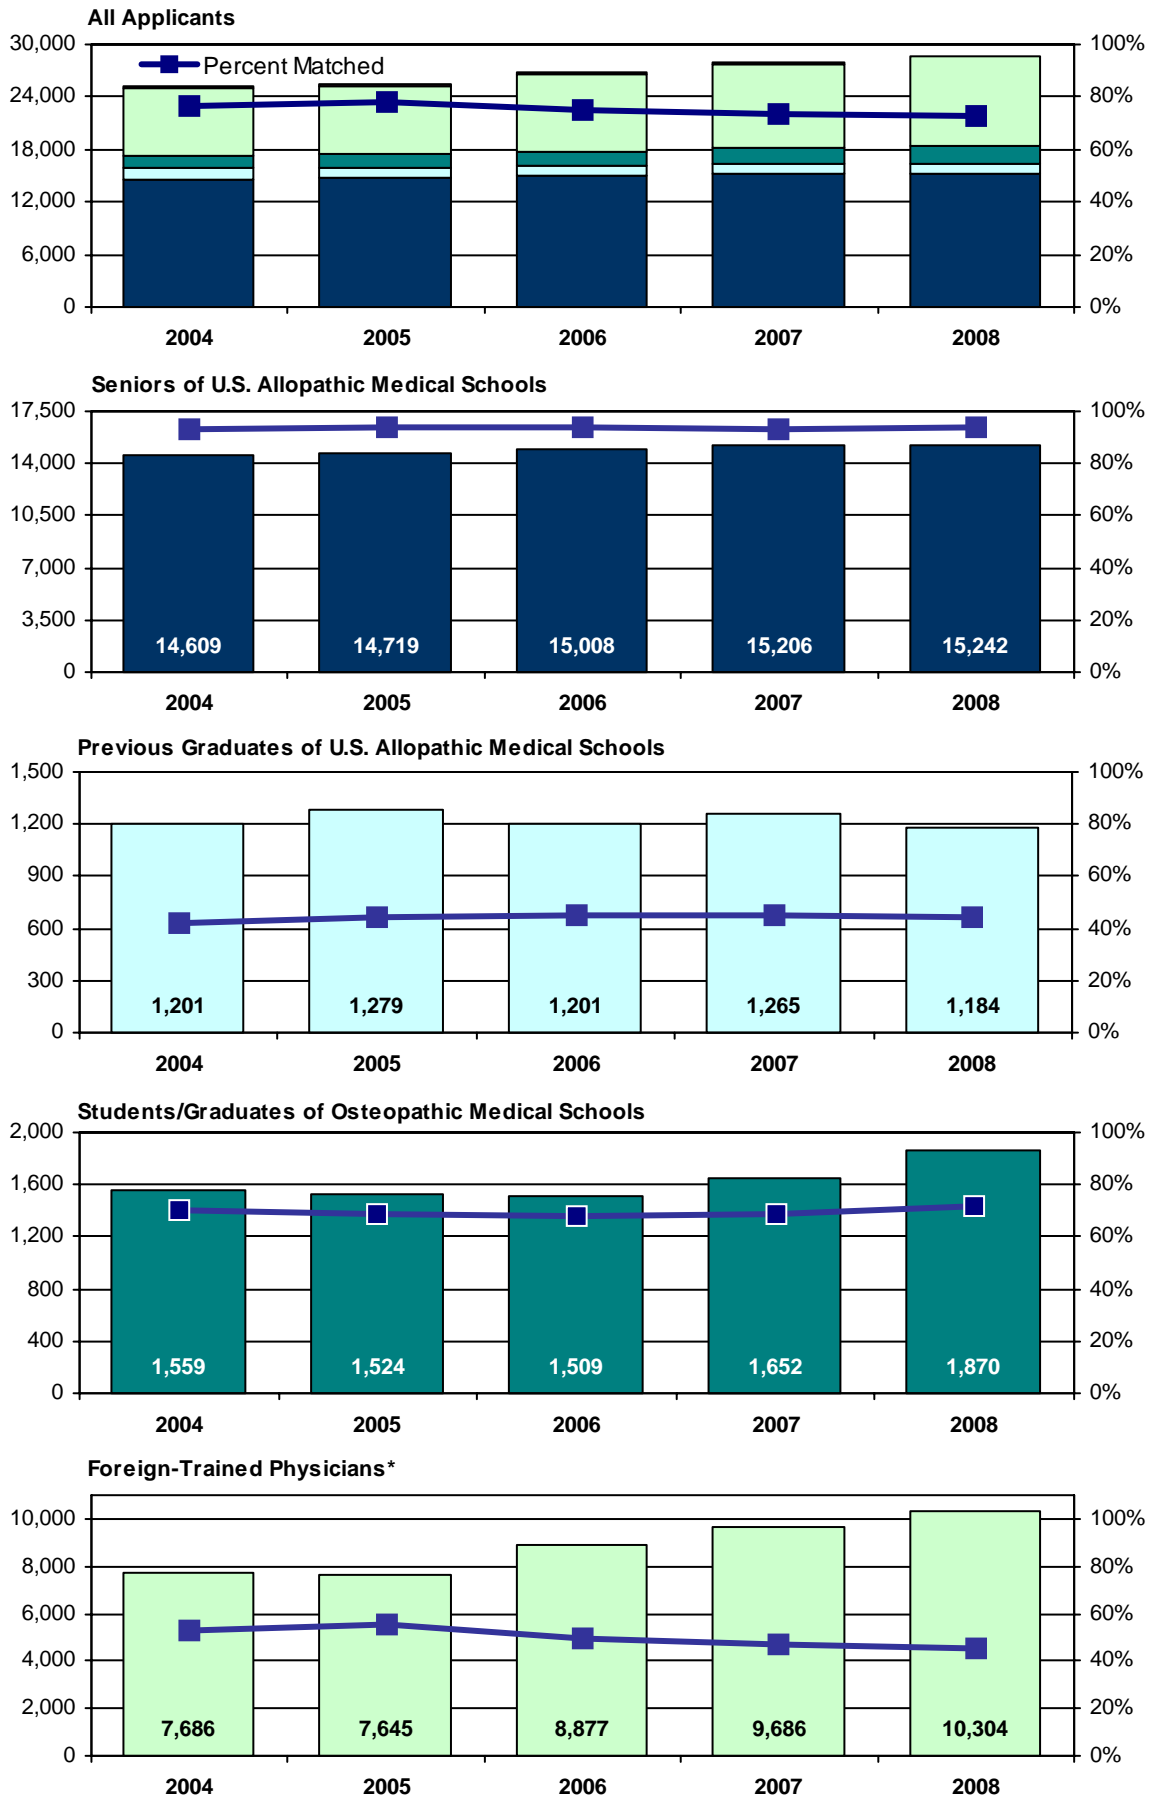 All Applicants
30,000 100%
Percent Matched
24,000 80%
18,000 60%
12,000 40%
6,000 20%
0 0%
2004 2005 2006 2007 2008
Seniors of U.S. Allopathic Medical Schools
17,500 100%
14,000 80%
10,500 60%
7,000 40%
3,500 20%
14,609 14,719 15,008 15,206 15,242
0 0%
2004 2005 2006 2007 2008
Previous Graduates of U.S. Allopathic Medical Schools
1,500 100%
1,200 80%
900 60%
600 40%
300 20%
1,201 1,279 1,201 1,265 1,184
0 0%
2004 2005 2006 2007 2008
Students/Graduates of Osteopathic Medical Schools
2,000 100%
1,600 80%
1,200 60%
800 40%
400 20%
1,559 1,524 1,509 1,652 1,870
0 0%
2004 2005 2006 2007 2008
Foreign-Trained Physicians*
10,000 100%
8,000 80%
6,000 60%
4,000 40%
2,000 20%
7,686 7,645 8,877 9,686 10,304
0 0%
2004 2005 2006 2007 2008